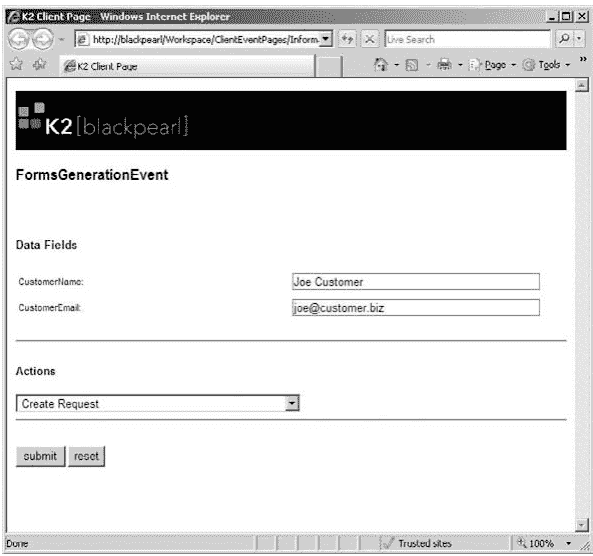 K2 Client Page - Windows Internet Explorer
http://blackpearl/Workspace/ClientEventPages/Inform
Live Search
K2 Client Page
Page
Tools
»
K2 [blackpearl]
FormsGenerationEvent
Data Fields
CustomerName: Joe Customer
CustomerEmail: joe@customer.biz
Actions
Create Request
submit reset
Done
Trusted sites
100%